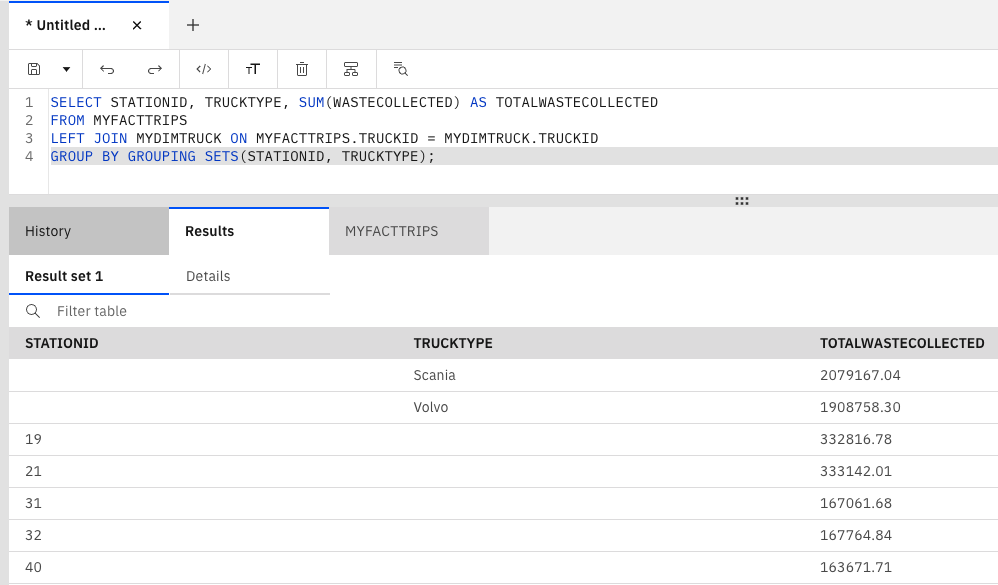 * Untitled ...
1 SELECT STATIONID, TRUCKTYPE, SUM(WASTECOLLECTED) AS TOTALWASTECOLLECTED
2 FROM MYFACTTRIPS
3 LEFT JOIN MYDIMTRUCK ON MYFACTTRIPS.TRUCKID = MYDIMTRUCK.TRUCKID
4 GROUP BY GROUPING SETS(STATIONID, TRUCKTYPE);
History Results MYFACTTRIPS
Result set 1 Details
Filter table
STATIONID TRUCKTYPE TOTALWASTECOLLECTED
Scania 2079167.04
Volvo 1908758.30
19 332816.78
21 333142.01
31 167061.68
32 167764.84
40 163671.71